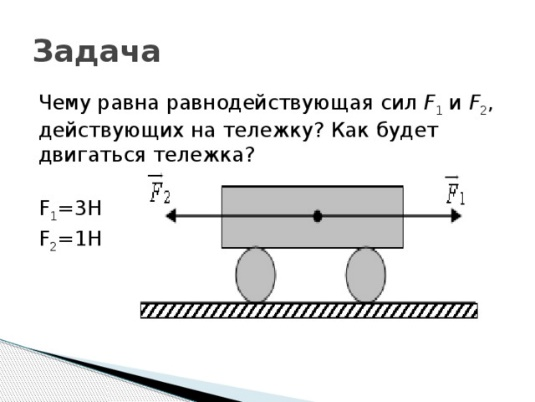 Задача
Чему равна равнодействующая сил F₁ и F₂,
действующих на тележку? Как будет
двигаться тележка?
F₂ F₁
F₁=3Н
F₂=1Н